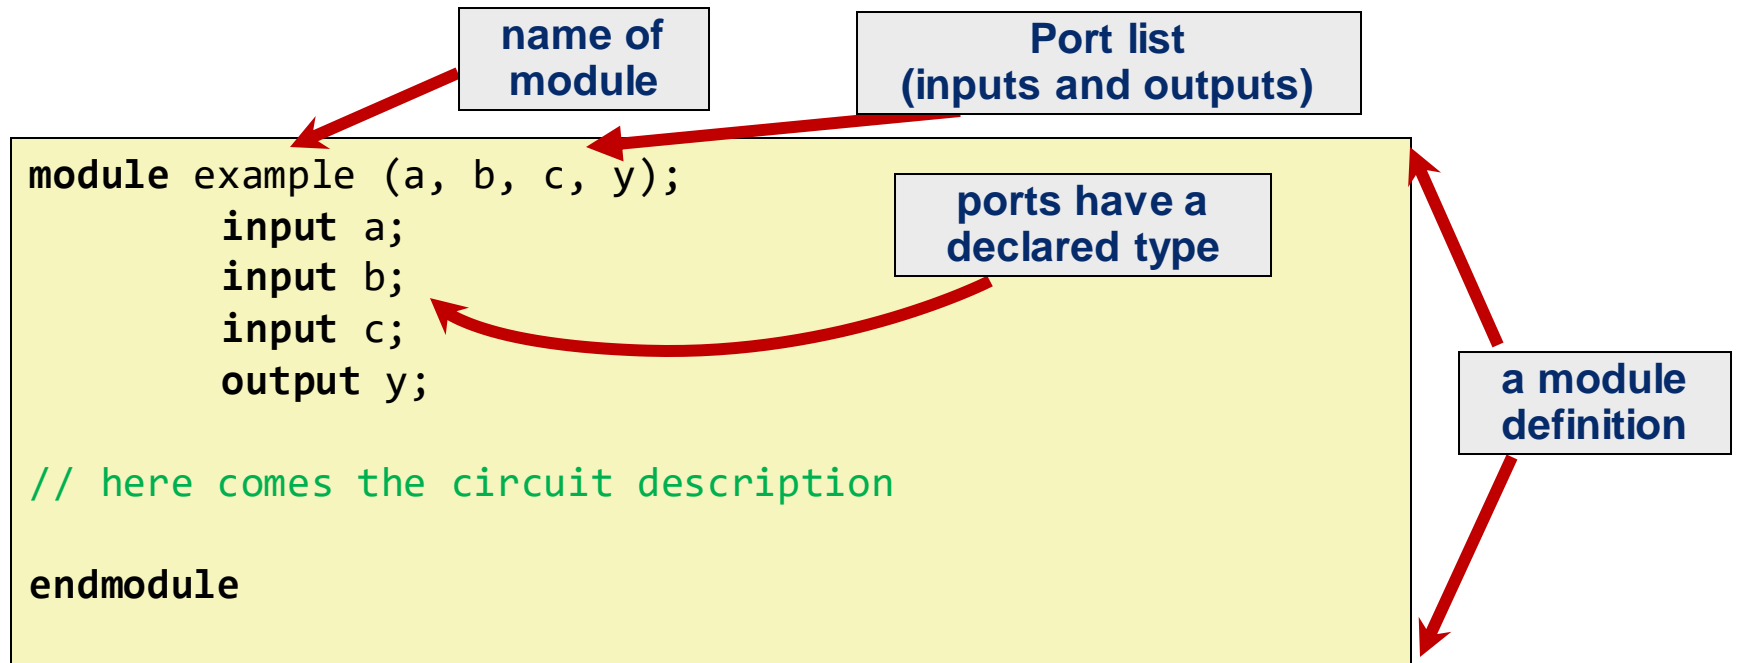 name of
module
Port list
(inputs and outputs)
module example (a, b, c, y);
input a;
input b;
input c;
output y;
ports have a
declared type
a module
definition
// here comes the circuit description
endmodule